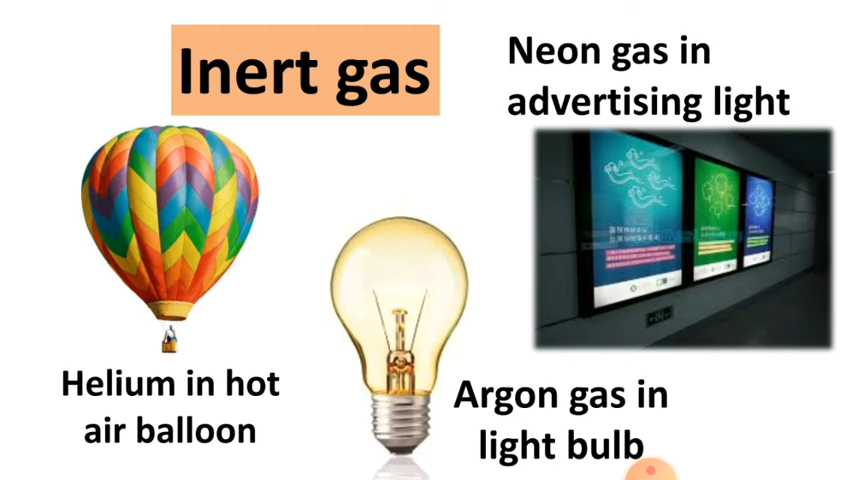 Inert gas
Neon gas in
advertising light
Helium in hot
air balloon
Argon gas in
light bulb